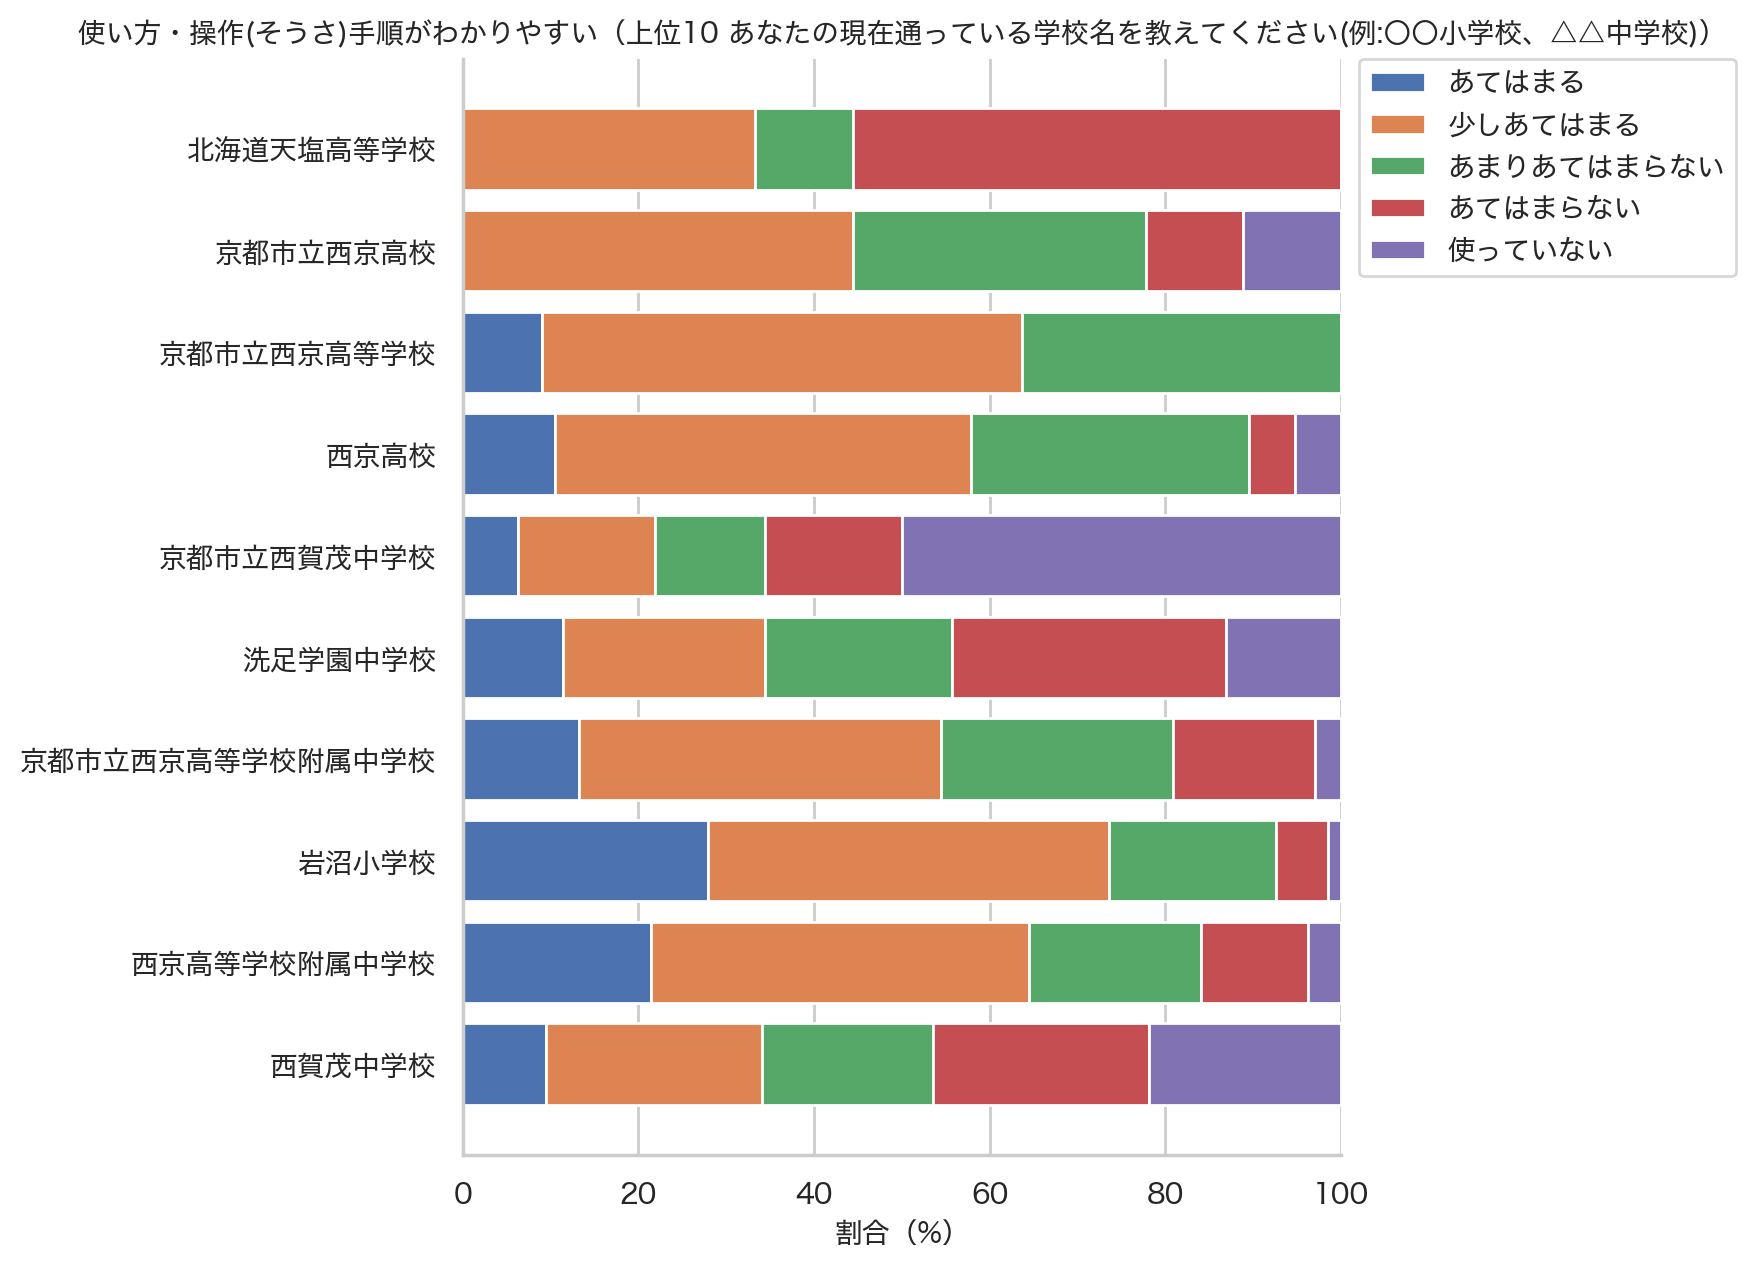 使い方・操作(そうさ)手順がわかりやすい（上位10 あなたの現在通っている学校名を教えてください(例:〇〇小学校、△△中学校)）
あてはまる
少しあてはまる
あまりあてはまらない
あてはまらない
使っていない
北海道天塩高等学校
京都市立西京高校
京都市立西京高等学校
西京高校
京都市立西賀茂中学校
洗足学園中学校
京都市立西京高等学校附属中学校
岩沼小学校
西京高等学校附属中学校
西賀茂中学校
0 20 40 60 80 100
割合（%）